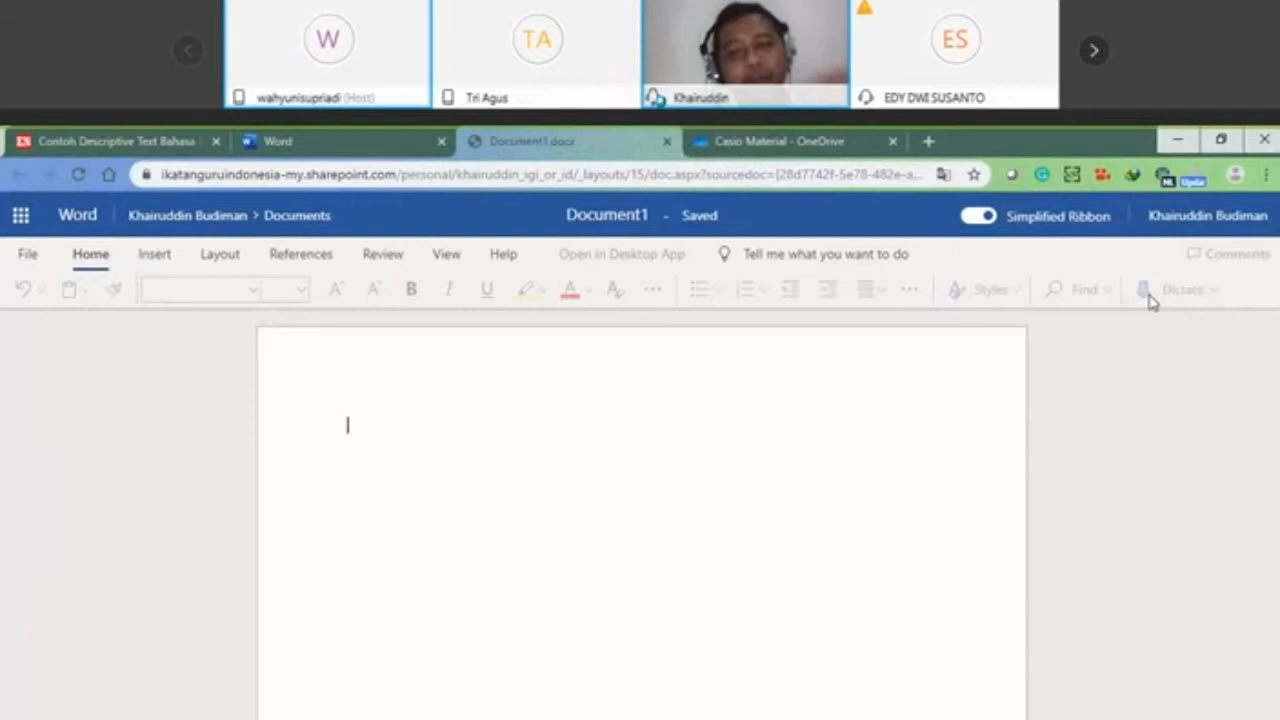 W
TA
ES
wahyunisupriadi (Host)
Tri Agus
Khairuddin
EDY DWI SUSANTO
Contoh Descriptive Text Bahasa
Word
Document1.docx
Casio Material - OneDrive
ikatanguruindonesia-my.sharepoint.com/personal/khairuddin_igi_or_id/_layouts/15/doc.aspx?sourcedoc={28d7742f-5e78-482e-a...
Word
Khairuddin Budiman > Documents
Document1 - Saved
Simplified Ribbon
Khairuddin Budiman
File Home Insert Layout References Review View Help Open in Desktop App Tell me what you want to do Comments
A A B I U A A Styles Find Dictate